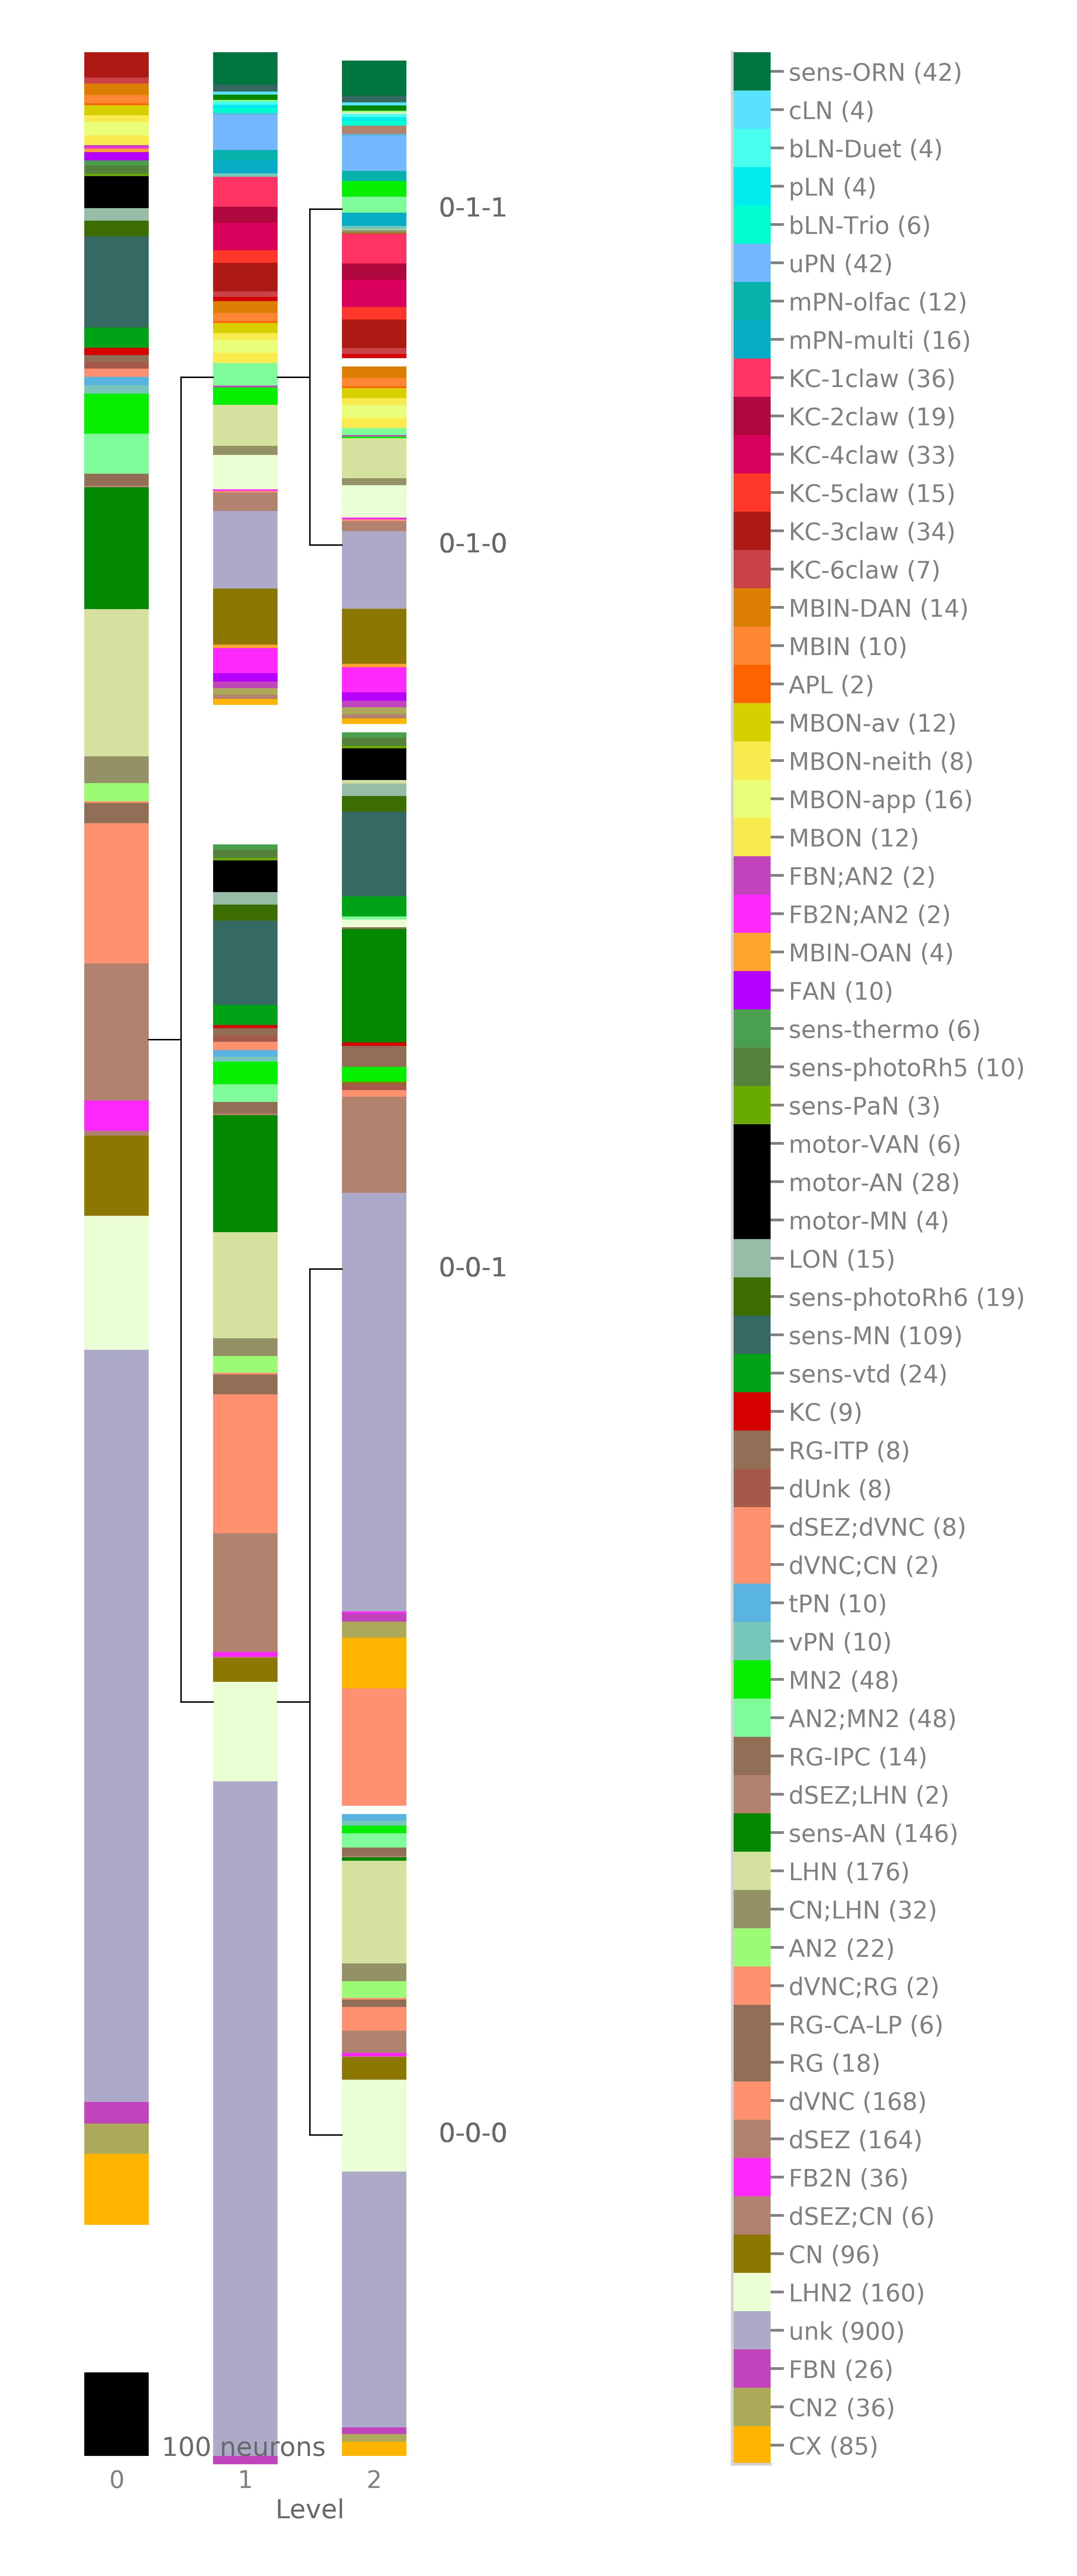 0-1-1
0-1-0
0-0-1
0-0-0
100 neurons
0
1
2
Level
sens-ORN (42)
cLN (4)
bLN-Duet (4)
pLN (4)
bLN-Trio (6)
uPN (42)
mPN-olfac (12)
mPN-multi (16)
KC-1claw (36)
KC-2claw (19)
KC-4claw (33)
KC-5claw (15)
KC-3claw (34)
KC-6claw (7)
MBIN-DAN (14)
MBIN (10)
APL (2)
MBON-av (12)
MBON-neith (8)
MBON-app (16)
MBON (12)
FBN;AN2 (2)
FB2N;AN2 (2)
MBIN-OAN (4)
FAN (10)
sens-thermo (6)
sens-photoRh5 (10)
sens-PaN (3)
motor-VAN (6)
motor-AN (28)
motor-MN (4)
LON (15)
sens-photoRh6 (19)
sens-MN (109)
sens-vtd (24)
KC (9)
RG-ITP (8)
dUnk (8)
dSEZ;dVNC (8)
dVNC;CN (2)
tPN (10)
vPN (10)
MN2 (48)
AN2;MN2 (48)
RG-IPC (14)
dSEZ;LHN (2)
sens-AN (146)
LHN (176)
CN;LHN (32)
AN2 (22)
dVNC;RG (2)
RG-CA-LP (6)
RG (18)
dVNC (168)
dSEZ (164)
FB2N (36)
dSEZ;CN (6)
CN (96)
LHN2 (160)
unk (900)
FBN (26)
CN2 (36)
CX (85)